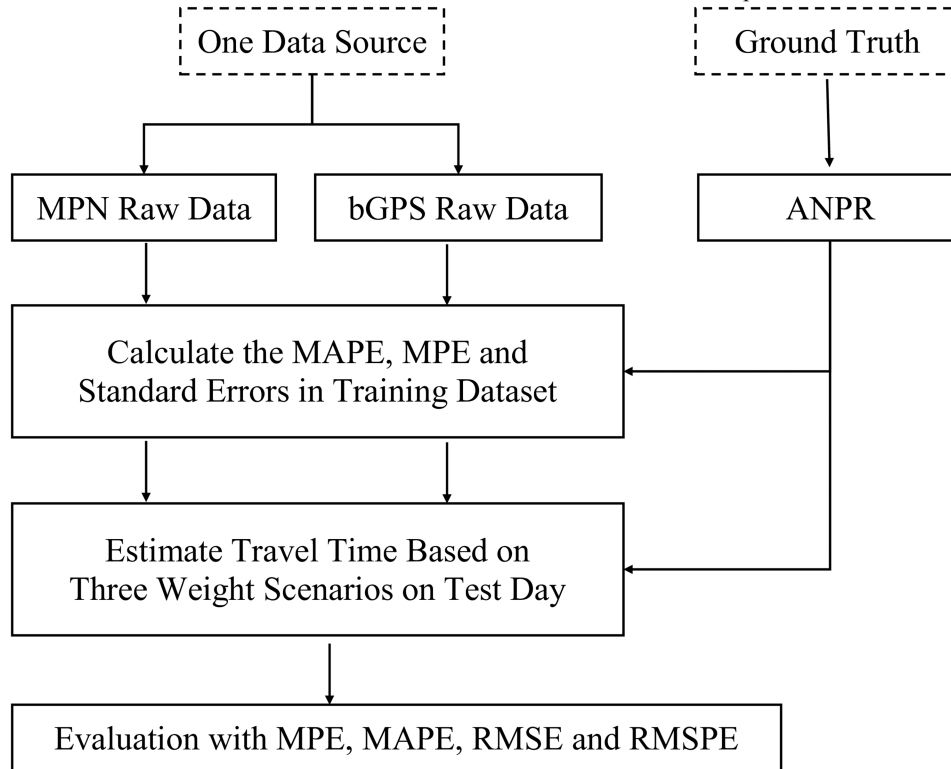 One Data Source
Ground Truth
MPN Raw Data
bGPS Raw Data
ANPR
Calculate the MAPE, MPE and
Standard Errors in Training Dataset
Estimate Travel Time Based on
Three Weight Scenarios on Test Day
Evaluation with MPE, MAPE, RMSE and RMSPE